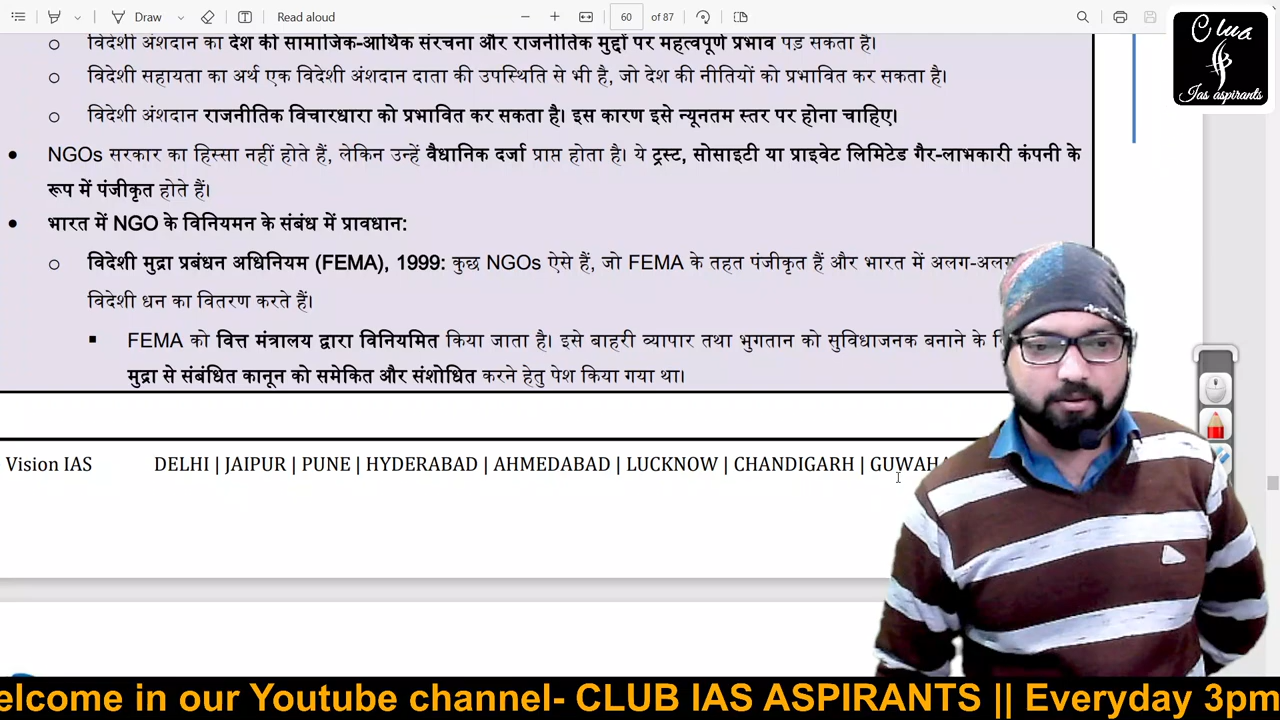 Draw
Read aloud
60 of 87
Club
Ias aspirants
विदेशी अंशदान का देश की सामाजिक-आर्थिक संरचना और राजनीतिक मुद्दों पर महत्वपूर्ण प्रभाव पड़ सकता है।
विदेशी सहायता का अर्थ एक विदेशी अंशदान दाता की उपस्थिति से भी है, जो देश की नीतियों को प्रभावित कर सकता है।
विदेशी अंशदान राजनीतिक विचारधारा को प्रभावित कर सकता है। इस कारण इसे न्यूनतम स्तर पर होना चाहिए।
NGOs सरकार का हिस्सा नहीं होते हैं, लेकिन उन्हें वैधानिक दर्जा प्राप्त होता है। ये ट्रस्ट, सोसाइटी या प्राइवेट लिमिटेड गैर-लाभकारी कंपनी के
रूप में पंजीकृत होते हैं।
भारत में NGO के विनियमन के संबंध में प्रावधान:
विदेशी मुद्रा प्रबंधन अधिनियम (FEMA), 1999: कुछ NGOs ऐसे हैं, जो FEMA के तहत पंजीकृत हैं और भारत में अलग-अलग
विदेशी धन का वितरण करते हैं।
FEMA को वित्त मंत्रालय द्वारा विनियमित किया जाता है। इसे बाहरी व्यापार तथा भुगतान को सुविधाजनक बनाने के
मुद्रा से संबंधित कानून को समेकित और संशोधित करने हेतु पेश किया गया था।
Vision IAS DELHI | JAIPUR | PUNE | HYDERABAD | AHMEDABAD | LUCKNOW | CHANDIGARH | GUWAHA
elcome in our Youtube channel- CLUB IAS ASPIRANTS || Everyday 3pm